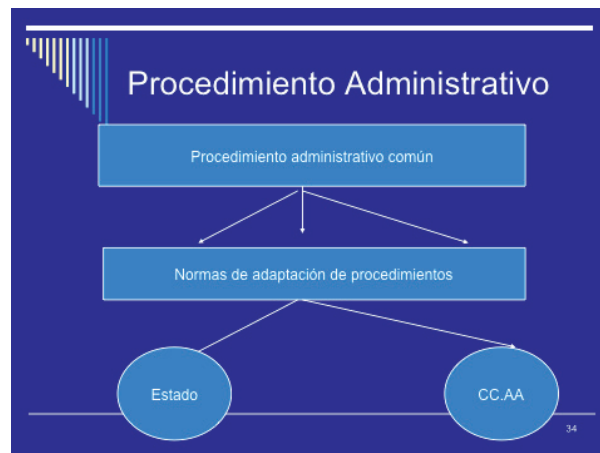 Procedimiento Administrativo
Procedimiento administrativo común
Normas de adaptación de procedimientos
Estado
CC.AA
34